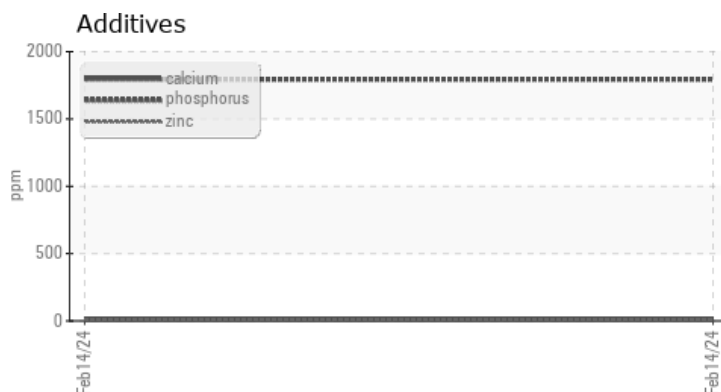 Additives
2000
1500
1000
500
0
ppm
calcium
phosphorus
zinc
Feb14/24
Feb14/24